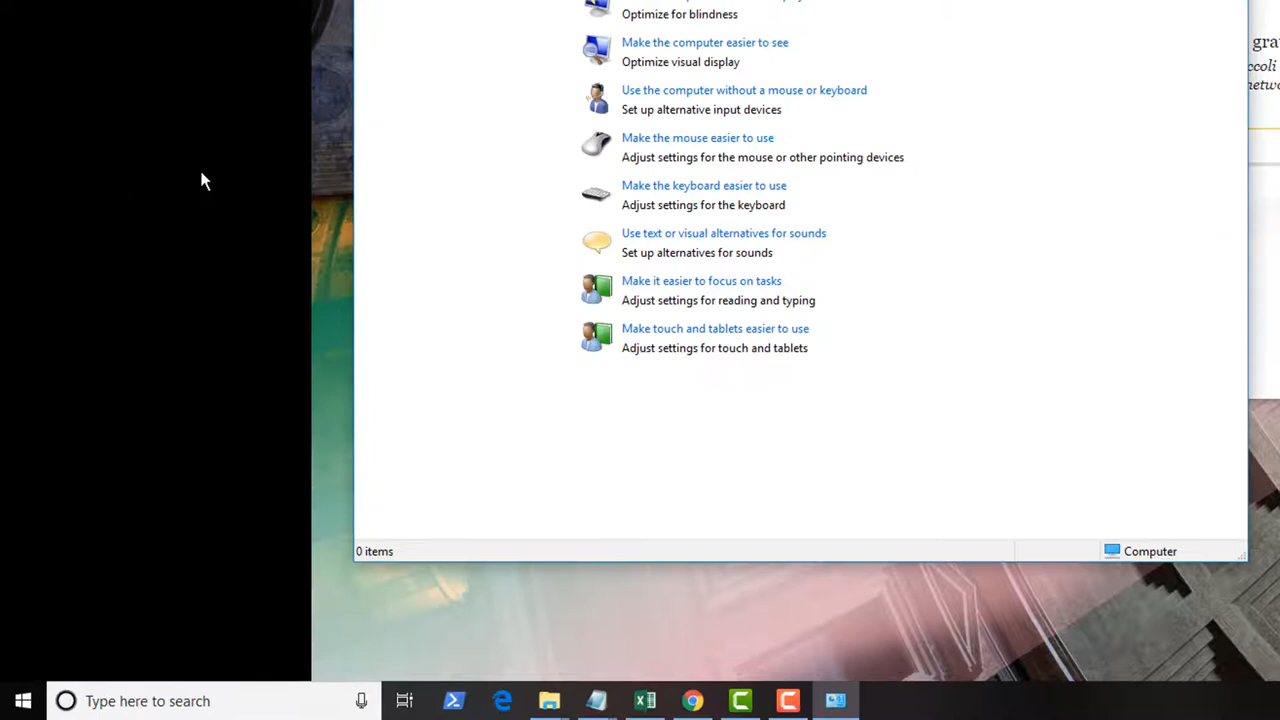 Optimize for blindness
Make the computer easier to see
Optimize visual display
Use the computer without a mouse or keyboard
Set up alternative input devices
Make the mouse easier to use
Adjust settings for the mouse or other pointing devices
Make the keyboard easier to use
Adjust settings for the keyboard
Use text or visual alternatives for sounds
Set up alternatives for sounds
Make it easier to focus on tasks
Adjust settings for reading and typing
Make touch and tablets easier to use
Adjust settings for touch and tablets
0 items
Computer
Type here to search